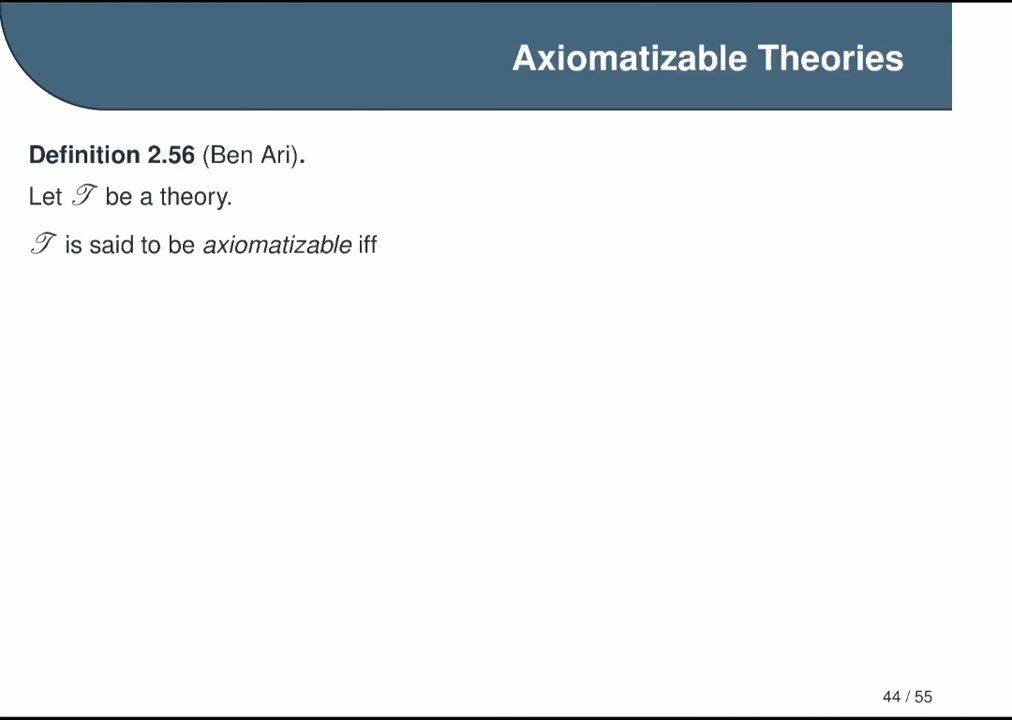 Axiomatizable Theories
Definition 2.56 (Ben Ari).
Let 𝒯 be a theory.
𝒯 is said to be axiomatizable iff
44 / 55